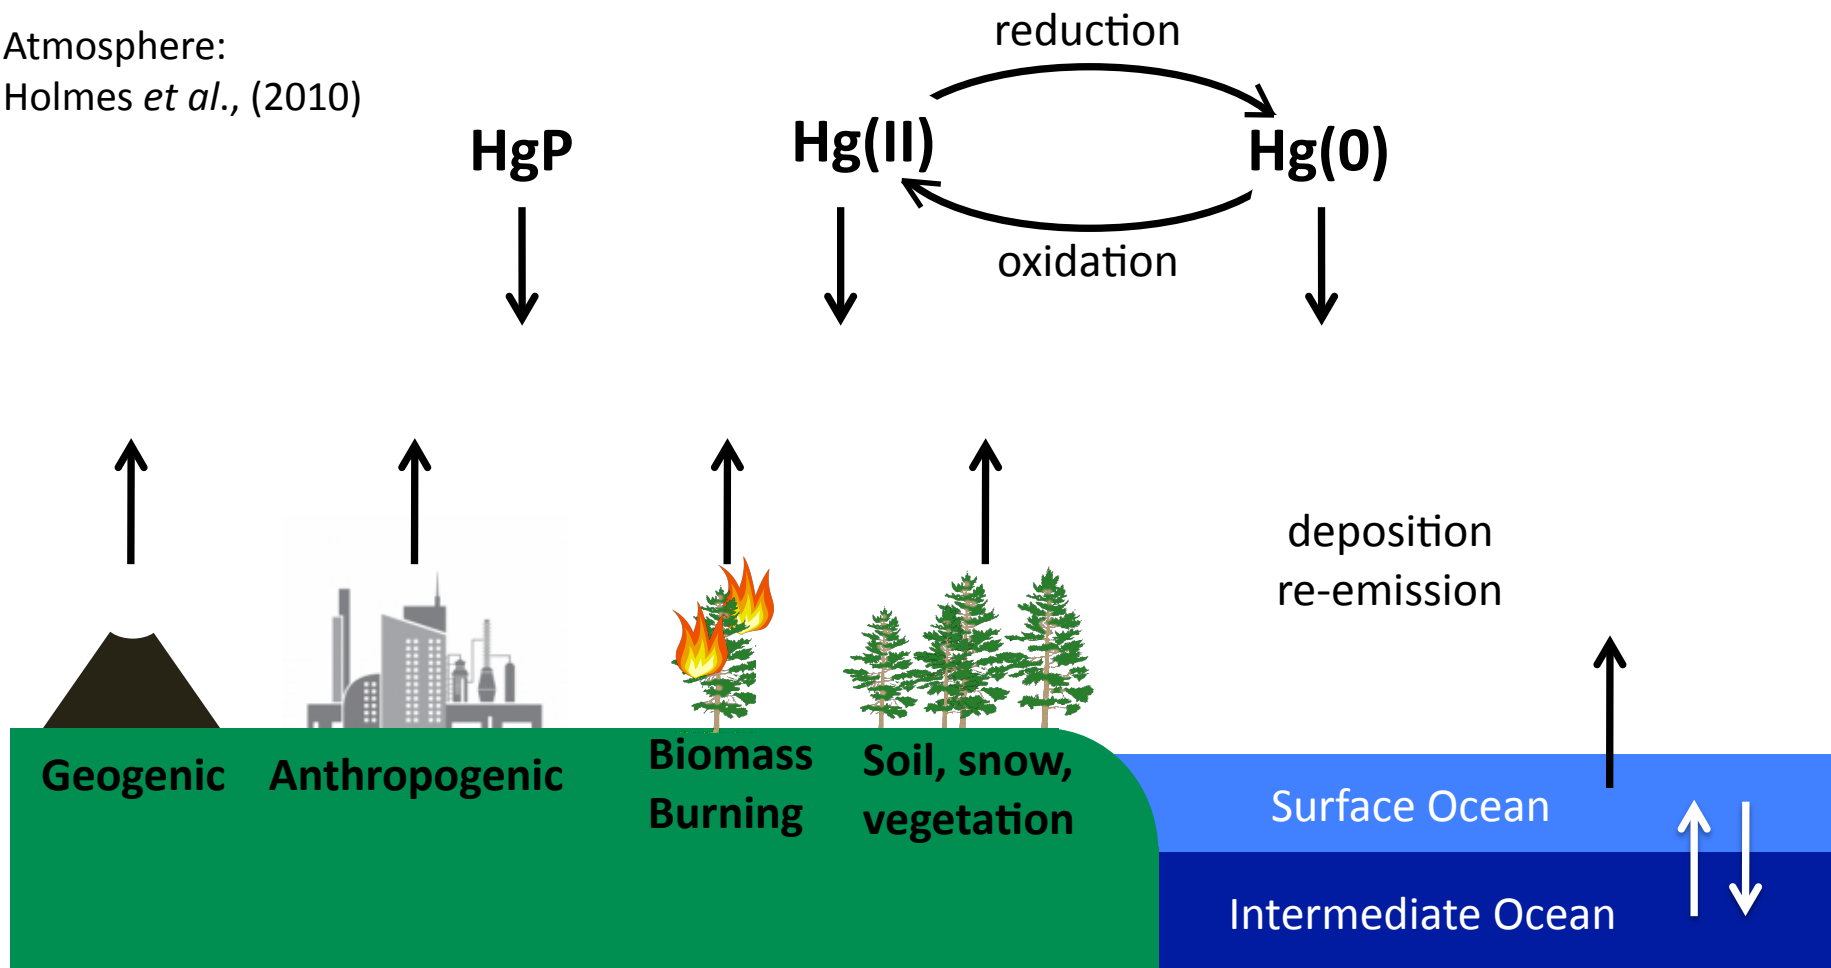 Atmosphere:
Holmes et al., (2010)
reduction
HgP
Hg(II)
Hg(0)
oxidation
deposition
re-emission
Geogenic
Anthropogenic
Biomass
Burning
Soil, snow,
vegetation
Surface Ocean
Intermediate Ocean